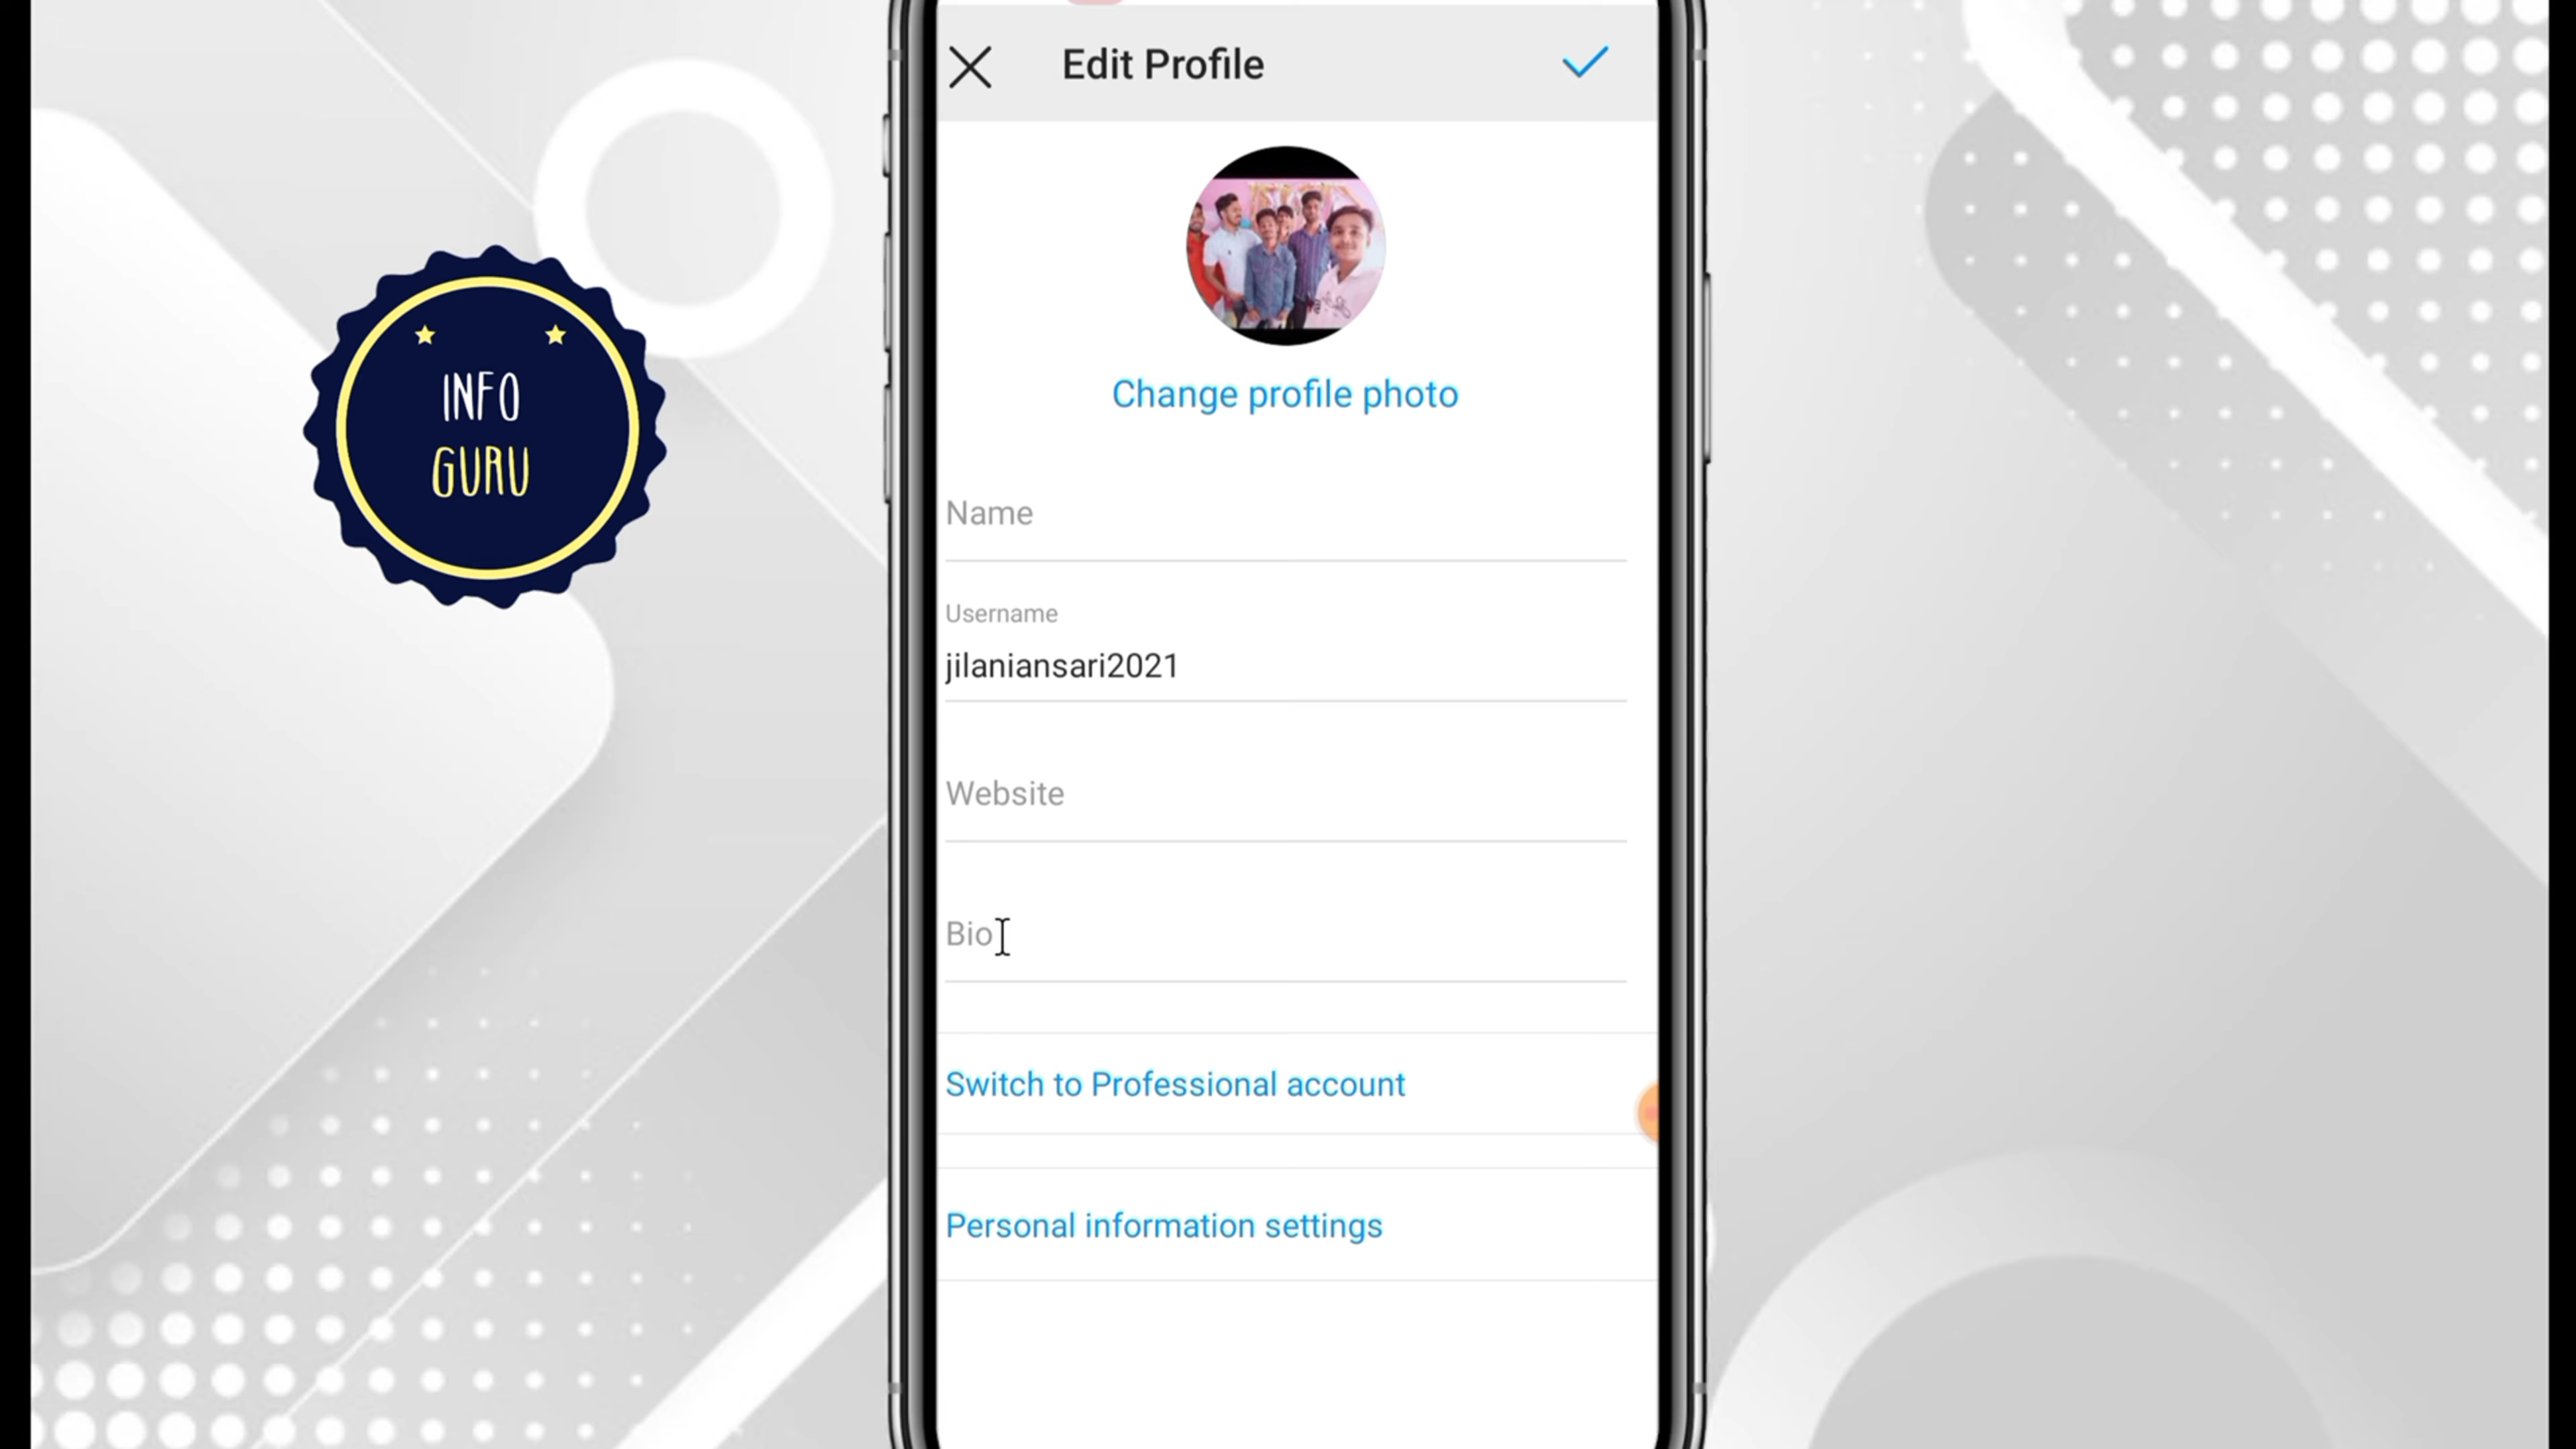 Edit Profile
INFO
GURU
Change profile photo
Name
Username
jilaniansari2021
Website
Bio
Switch to Professional account
Personal information settings